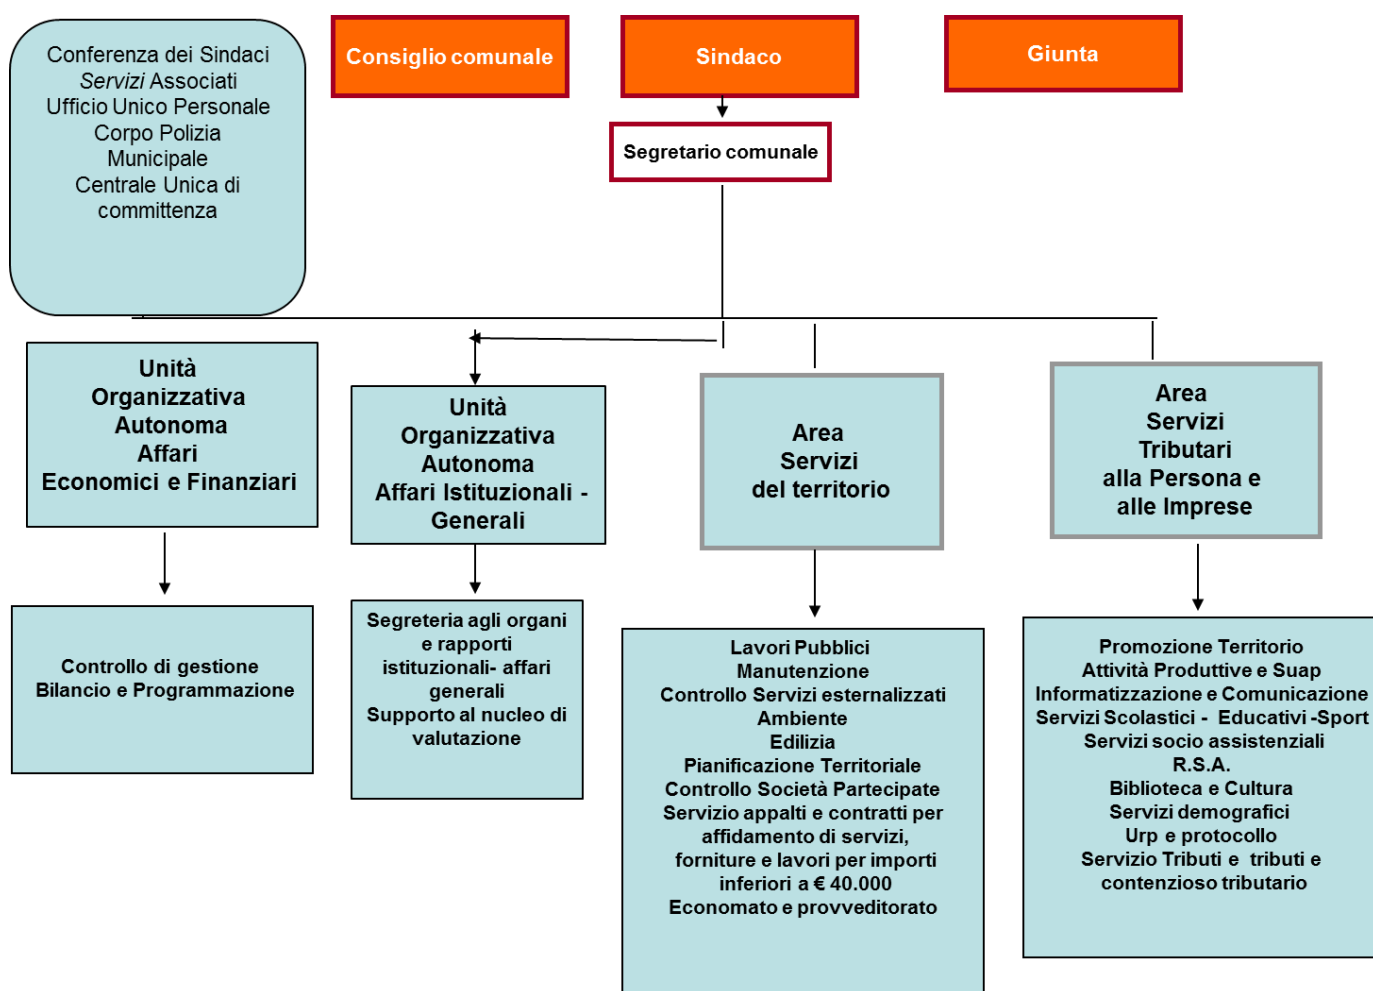 Conferenza dei Sindaci
Servizi Associati
Ufficio Unico Personale
Corpo Polizia
Municipale
Centrale Unica di
committenza
Consiglio comunale
Sindaco
Giunta
Segretario comunale
Unità
Organizzativa
Autonoma
Affari
Economici e Finanziari
Unità
Organizzativa
Autonoma
Affari Istituzionali -
Generali
Area
Servizi
del territorio
Area
Servizi
Tributari
alla Persona e
alle Imprese
Controllo di gestione
Bilancio e Programmazione
Segreteria agli organi
e rapporti
istituzionali- affari
generali
Supporto al nucleo di
valutazione
Lavori Pubblici
Manutenzione
Controllo Servizi esternalizzati
Ambiente
Edilizia
Pianificazione Territoriale
Controllo Società Partecipate
Servizio appalti e contratti per
affidamento di servizi,
forniture e lavori per importi
inferiori a € 40.000
Economato e provveditorato
Promozione Territorio
Attività Produttive e Suap
Informatizzazione e Comunicazione
Servizi Scolastici - Educativi -Sport
Servizi socio assistenziali
R.S.A.
Biblioteca e Cultura
Servizi demografici
Urp e protocollo
Servizio Tributi e tributi e
contenzioso tributario